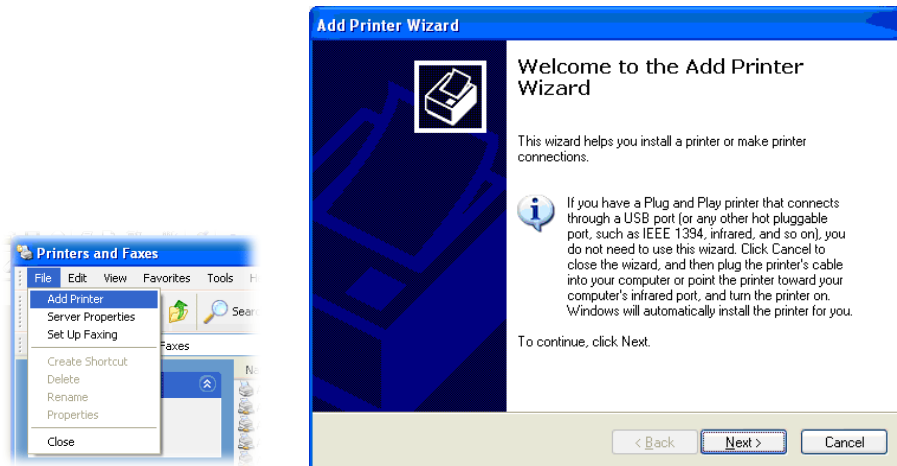 Printers and Faxes
File Edit View Favorites Tools
Add Printer
Server Properties
Set Up Faxing
Create Shortcut
Delete
Rename
Properties
Close
Sear
Faxes
Add Printer Wizard
Welcome to the Add Printer
Wizard
This wizard helps you install a printer or make printer
connections.
If you have a Plug and Play printer that connects
through a USB port (or any other hot pluggable
port, such as IEEE 1394, infrared, and so on), you
do not need to use this wizard. Click Cancel to
close the wizard, and then plug the printer's cable
into your computer or point the printer toward your
computer's infrared port, and turn the printer on.
Windows will automatically install the printer for you.
To continue, click Next.
< Back Next > Cancel